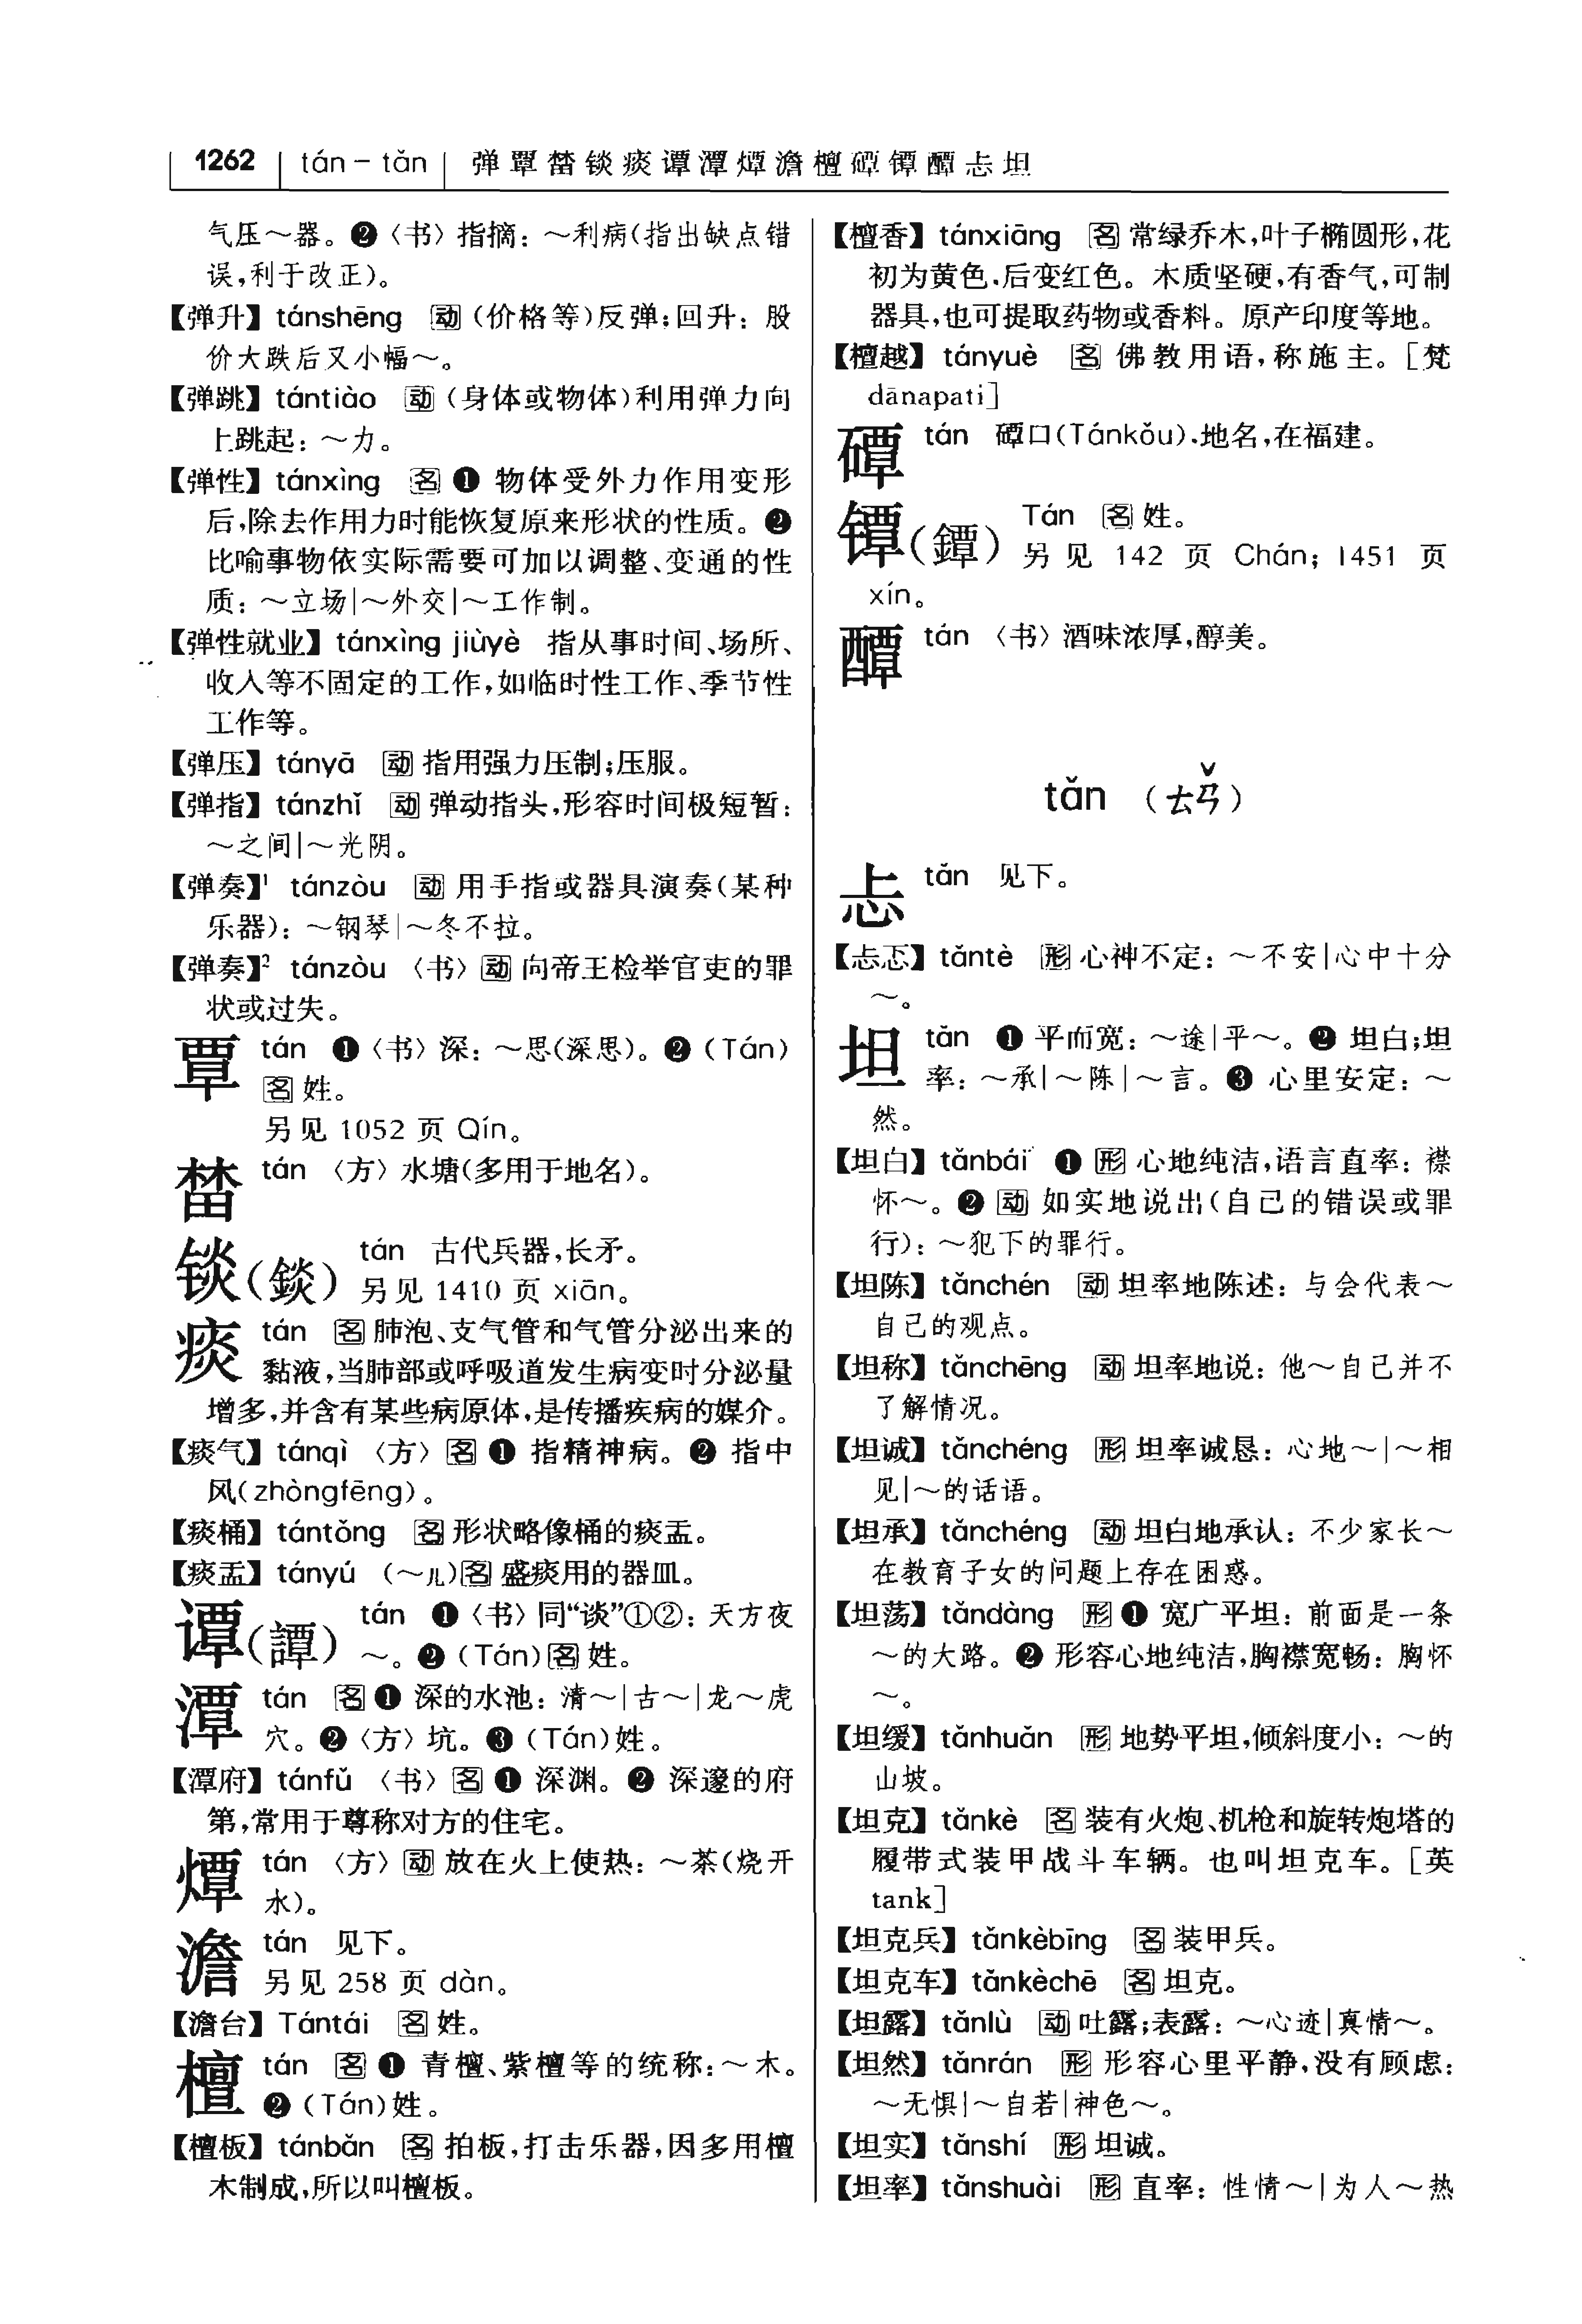 1262 tán – tǎn 弹覃醓锬痰谭潭燂澹檀磹镡醰忐坦
气压～器。❷〈书〉指摘：～利病(指出缺点错
误，利于改正)。
【弹升】tánshēng 动 (价格等)反弹；回升：股
价大跌后又小幅～。
【弹跳】tántiào 动 (身体或物体)利用弹力向
上跳起：～力。
【弹性】tánxìng 名 ❶ 物体受外力作用变形
后，除去作用力时能恢复原来形状的性质。❷
比喻事物依实际需要可加以调整、变通的性
质：～立场|～外交|～工作制。
【弹性就业】tánxìng jiùyè 指从事时间、场所、
收入等不固定的工作，如临时性工作、季节性
工作等。
【弹压】tányā 动 指用强力压制；压服。
【弹指】tánzhǐ 动 弹动指头，形容时间极短暂：
～之间|～光阴。
【弹奏】¹ tánzòu 动 用手指或器具演奏(某种
乐器)：～钢琴|～冬不拉。
【弹奏】² tánzòu 〈书〉动 向帝王检举官吏的罪
状或过失。
覃 tán ❶〈书〉深：～思(深思)。❷ (Tán)
名 姓。
另见 1052 页 Qín。
榃 tán 〈方〉水塘(多用于地名)。
锬(錟) tán 古代兵器，长矛。
另见 1410 页 xiān。
痰 tán 名 肺泡、支气管和气管分泌出来的
黏液，当肺部或呼吸道发生病变时分泌量
增多，并含有某些病原体，是传播疾病的媒介。
【痰气】tánqì 〈方〉名 ❶ 指精神病。❷ 指中
风(zhòngfēng)。
【痰桶】tántǒng 名 形状略像桶的痰盂。
【痰盂】tányú (～儿)名 盛痰用的器皿。
谭(譚) tán ❶〈书〉同“谈”①②：天方夜
～。❷ (Tán)名 姓。
潭 tán 名 ❶ 深的水池：清～|古～|龙～虎
穴。❷〈方〉坑。❸ (Tán)姓。
【潭府】tánfǔ 〈书〉名 ❶ 深渊。❷ 深邃的府
第，常用于尊称对方的住宅。
燂 tán 〈方〉动 放在火上使热：～茶(烧开
水)。
澹 tán 见下。
另见 258 页 dàn。
【澹台】Tántái 名 姓。
檀 tán 名 ❶ 青檀、紫檀等的统称：～木。
❷ (Tán)姓。
【檀板】tánbǎn 名 拍板，打击乐器，因多用檀
木制成，所以叫檀板。
【檀香】tánxiāng 名 常绿乔木，叶子椭圆形，花
初为黄色，后变红色。木质坚硬，有香气，可制
器具，也可提取药物或香料。原产印度等地。
【檀越】tányuè 名 佛教用语，称施主。[梵
dānapati]
磹 tán 磹口(Tánkǒu)，地名，在福建。
镡(鐔) Tán 名 姓。
另见 142 页 Chán；1451 页
xín。
醰 tán 〈书〉酒味浓厚，醇美。
tǎn (ㄊㄢˇ)
忐 tǎn 见下。
【忐忑】tǎntè 形 心神不定：～不安|心中十分
～。
坦 tǎn ❶ 平而宽：～途|平～。❷ 坦白；坦
率：～承|～陈|～言。❸ 心里安定：～
然。
【坦白】tǎnbái ❶ 形 心地纯洁，语言直率：襟
怀～。❷ 动 如实地说出(自己的错误或罪
行)：～犯下的罪行。
【坦陈】tǎnchén 动 坦率地陈述：与会代表～
自己的观点。
【坦称】tǎnchēng 动 坦率地说：他～自己并不
了解情况。
【坦诚】tǎnchéng 形 坦率诚恳：心地～|～相
见|～的话语。
【坦承】tǎnchéng 动 坦白地承认：不少家长～
在教育子女的问题上存在困惑。
【坦荡】tǎndàng 形 ❶ 宽广平坦：前面是一条
～的大路。❷ 形容心地纯洁，胸襟宽畅：胸怀
～。
【坦缓】tǎnhuǎn 形 地势平坦，倾斜度小：～的
山坡。
【坦克】tǎnkè 名 装有火炮、机枪和旋转炮塔的
履带式装甲战斗车辆。也叫坦克车。[英
tank]
【坦克兵】tǎnkèbīng 名 装甲兵。
【坦克车】tǎnkèchē 名 坦克。
【坦露】tǎnlù 动 吐露；表露：～心迹|真情～。
【坦然】tǎnrán 形 形容心里平静，没有顾虑：
～无惧|～自若|神色～。
【坦实】tǎnshí 形 坦诚。
【坦率】tǎnshuài 形 直率：性情～|为人～热